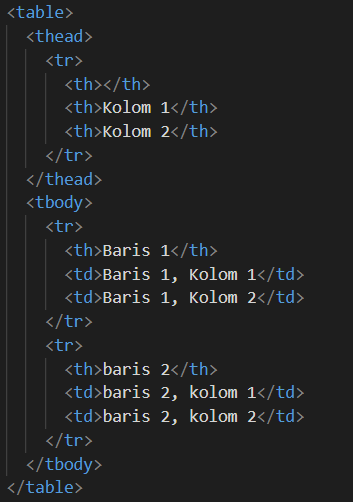 <table>
<thead>
<tr>
<th></th>
<th>Kolom 1</th>
<th>Kolom 2</th>
</tr>
</thead>
<tbody>
<tr>
<th>Baris 1</th>
<td>Baris 1, Kolom 1</td>
<td>Baris 1, Kolom 2</td>
</tr>
<tr>
<th>baris 2</th>
<td>baris 2, kolom 1</td>
<td>baris 2, kolom 2</td>
</tr>
</tbody>
</table>